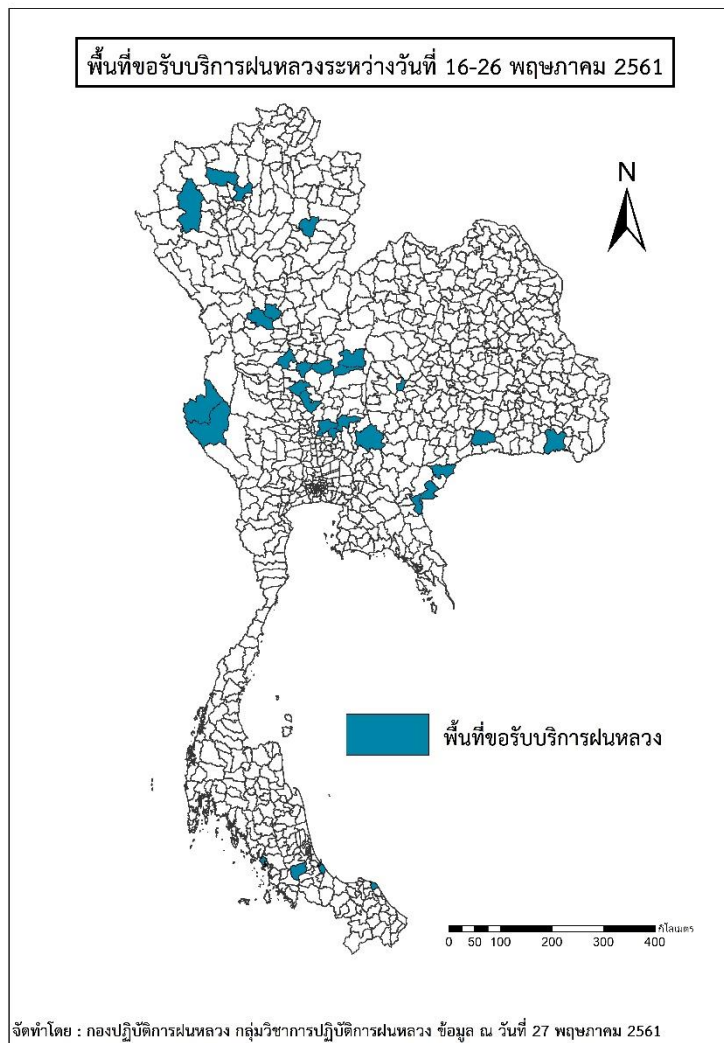 พื้นที่ขอรับบริการฝนหลวงระหว่างวันที่ 16-26 พฤษภาคม 2561
N
พื้นที่ขอรับบริการฝนหลวง
กิโลเมตร
0 50 100 200 300 400
จัดทำโดย : กองปฏิบัติการฝนหลวง กลุ่มวิชาการปฏิบัติการฝนหลวง ข้อมูล ณ วันที่ 27 พฤษภาคม 2561